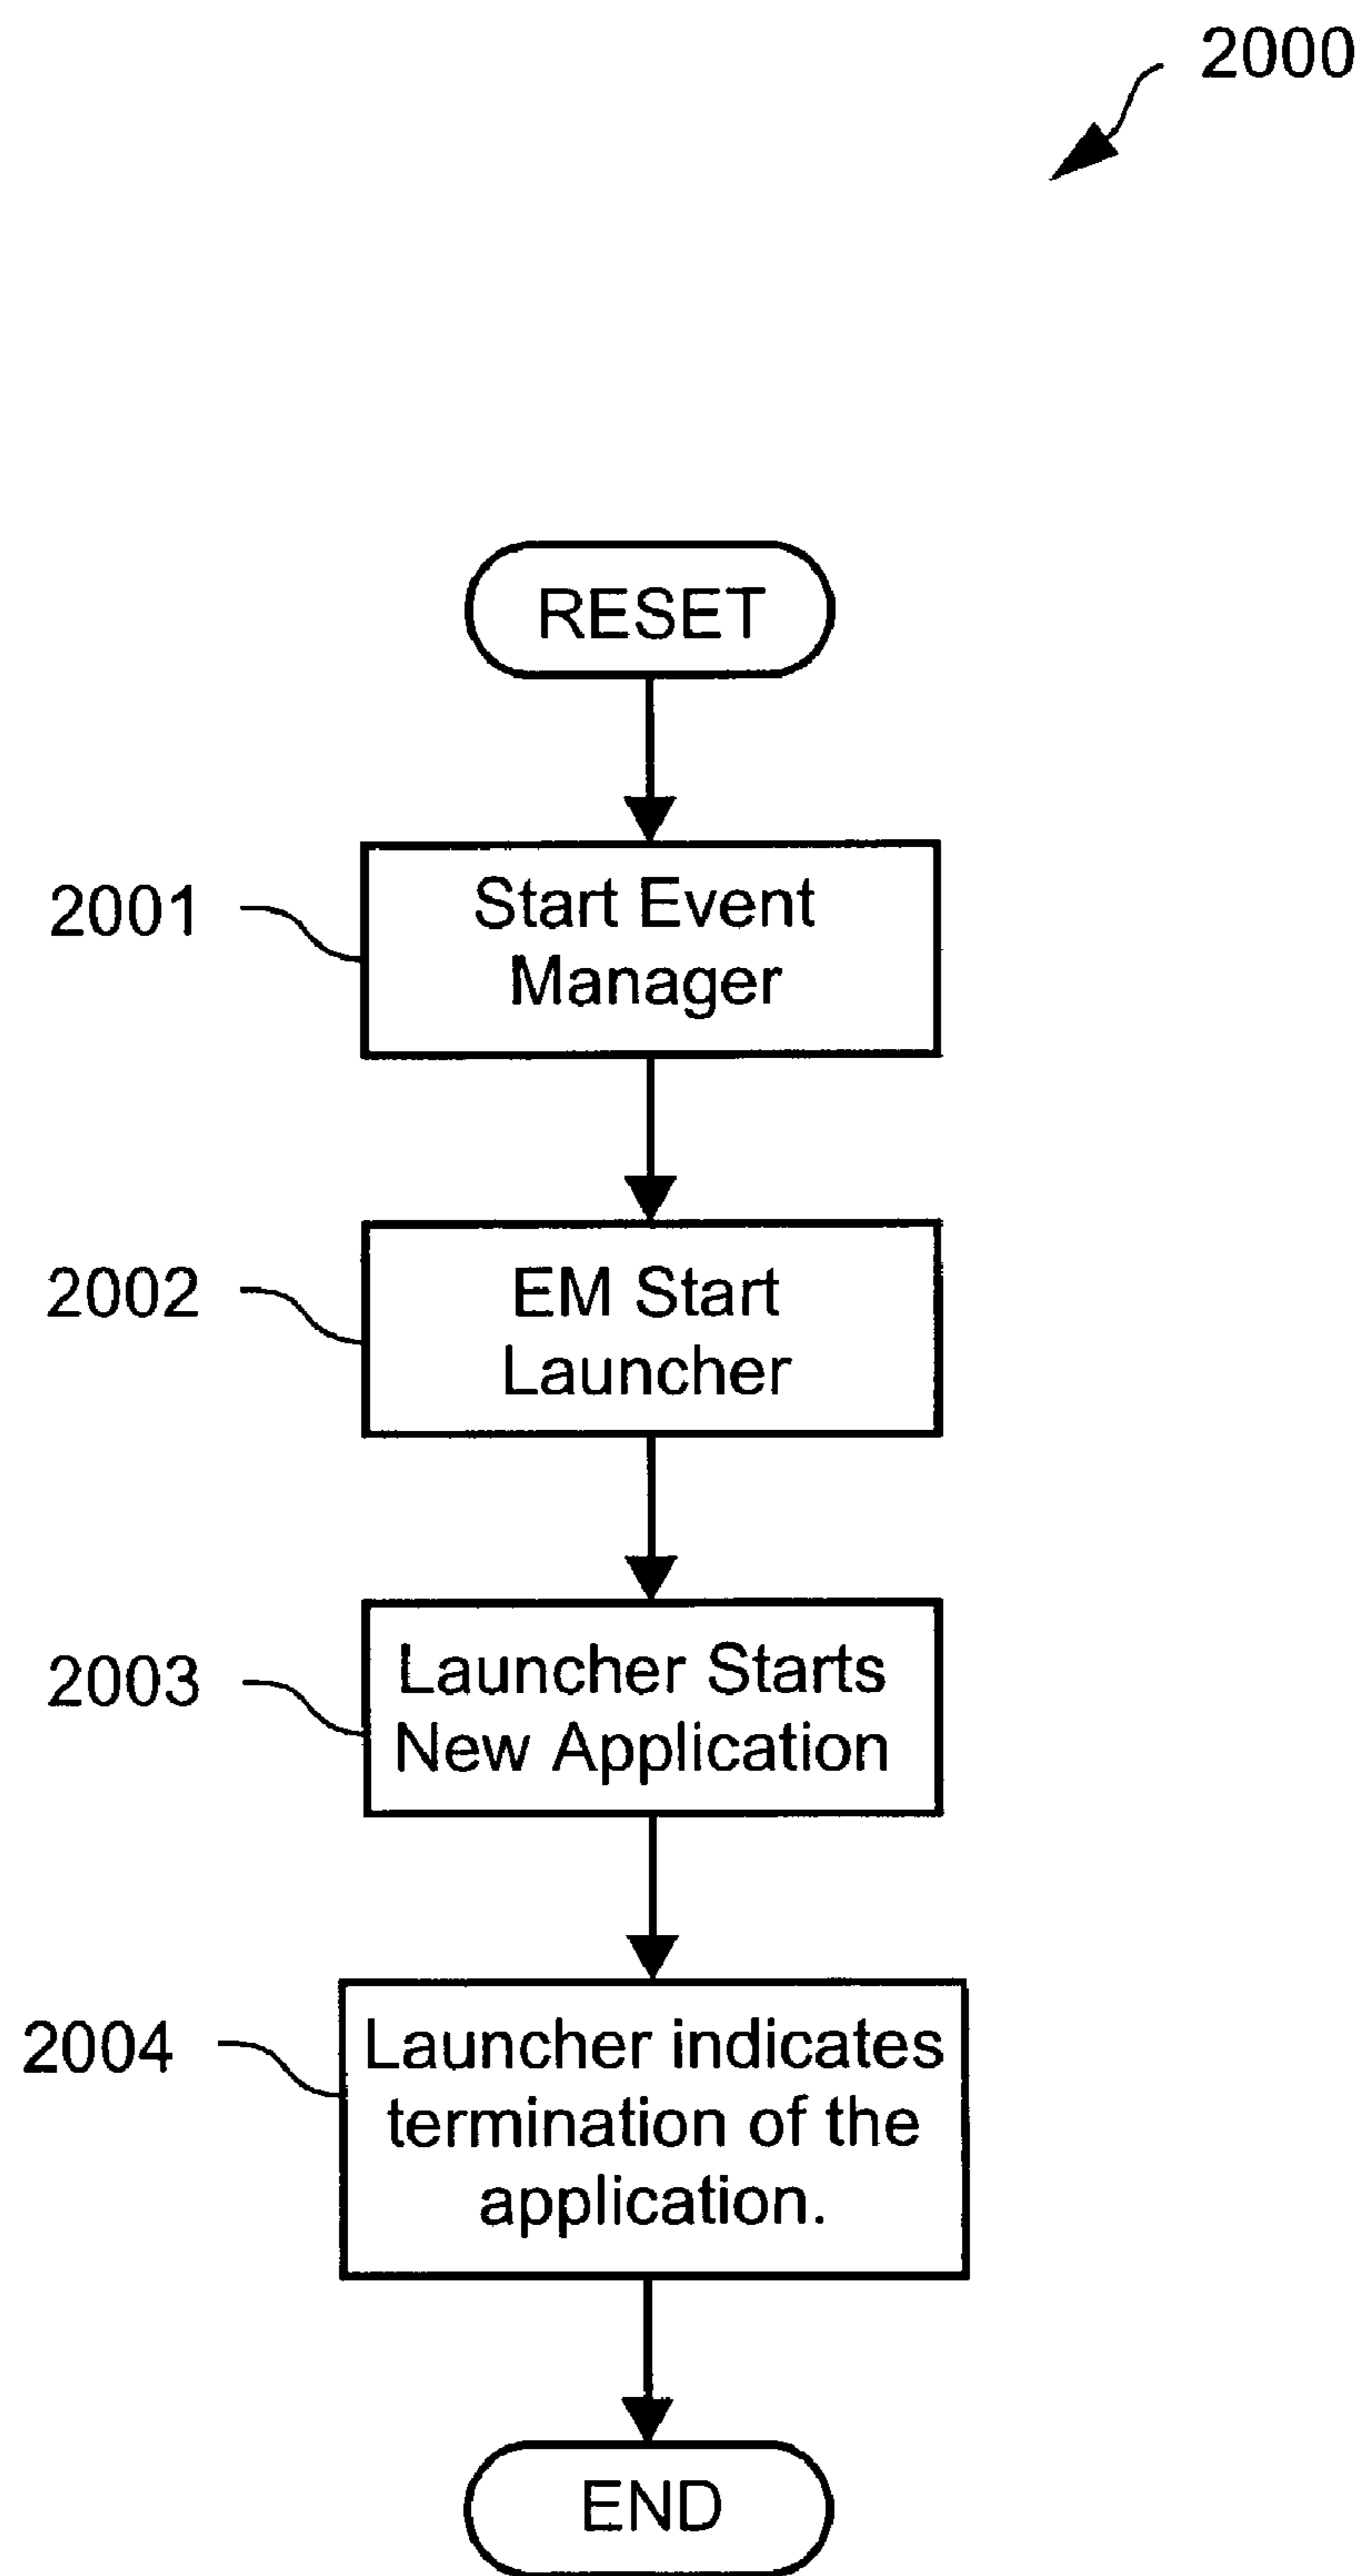 2000
RESET
2001
Start Event
Manager
2002
EM Start
Launcher
2003
Launcher Starts
New Application
2004
Launcher indicates
termination of the
application.
END